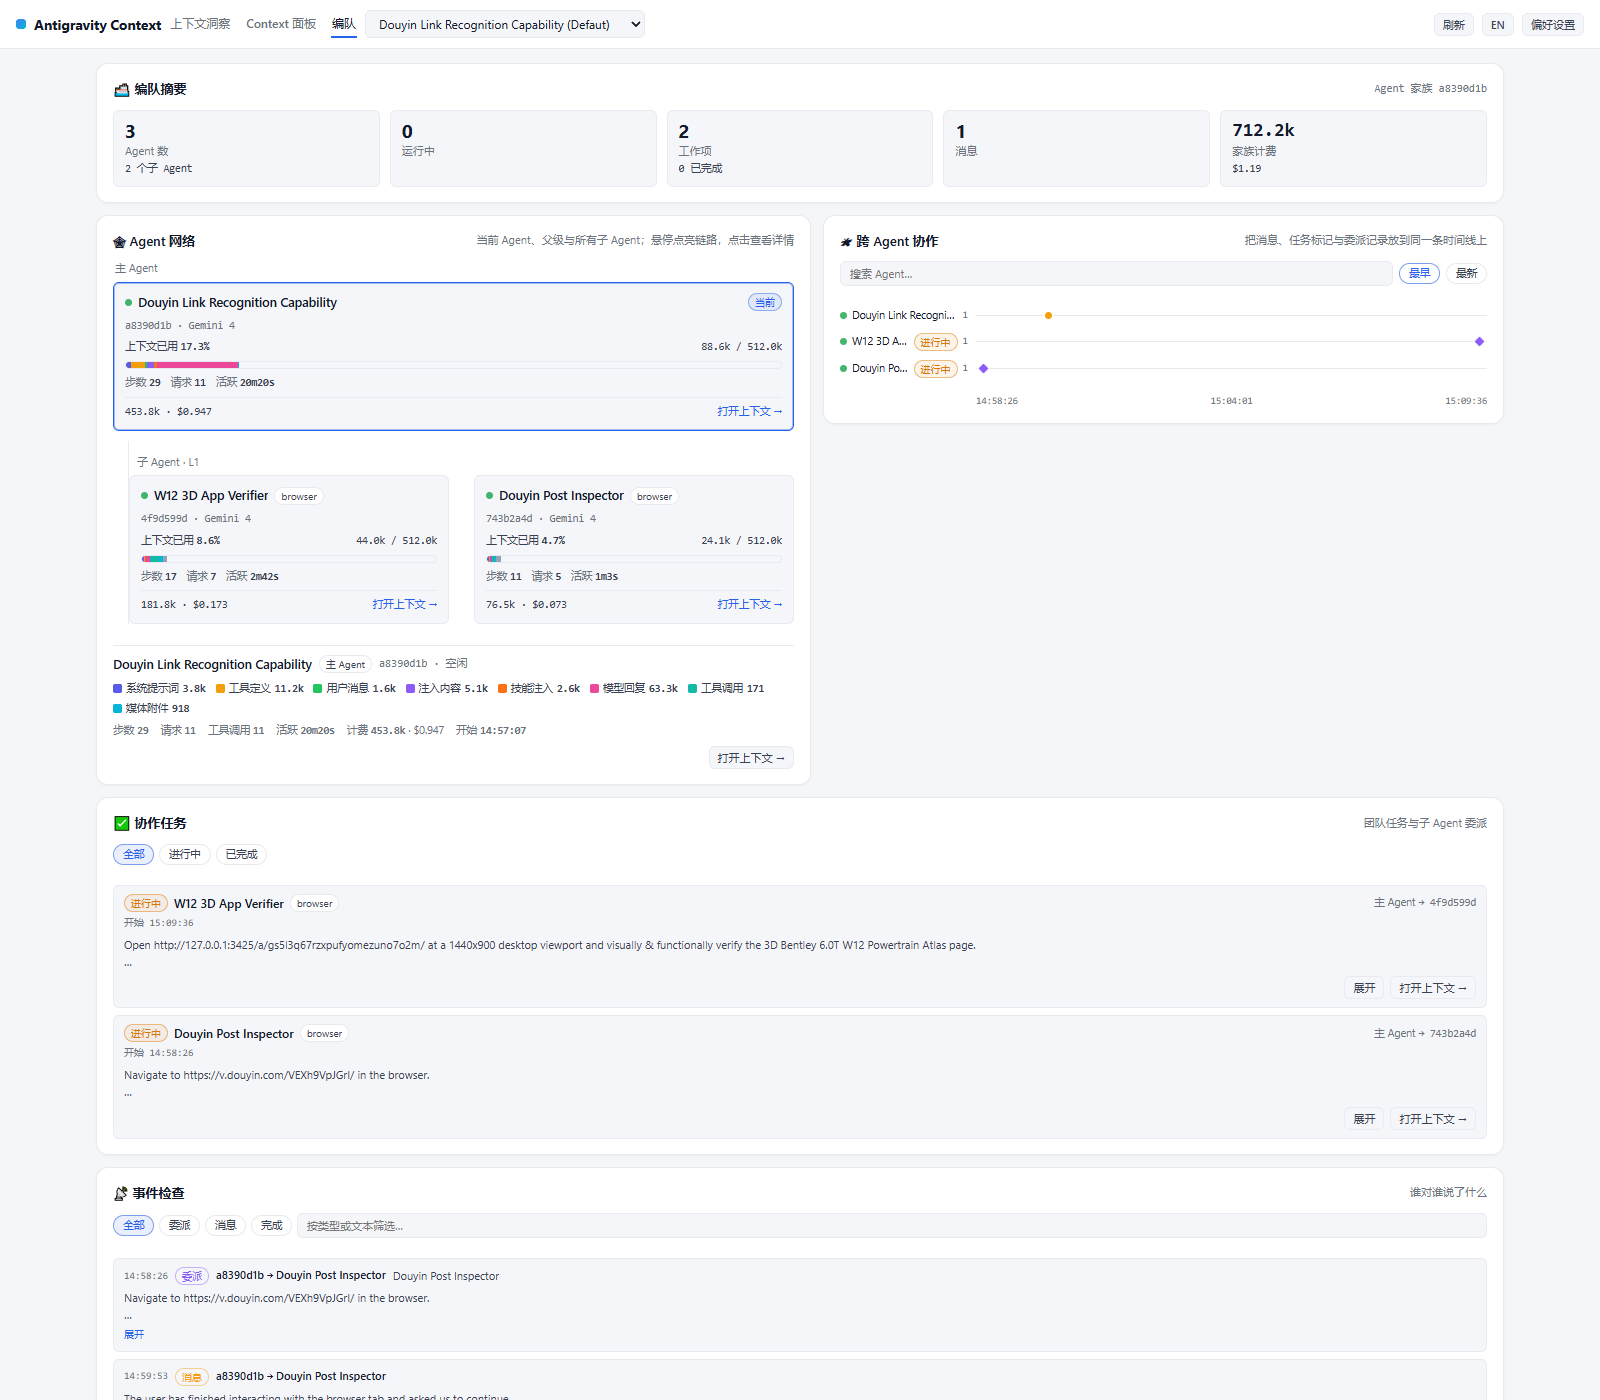 Antigravity Context 上下文洞察 Context 面板 编队 Douyin Link Recognition Capability (Defaut) 刷新 EN 偏好设置
编队摘要 Agent 家族 a8390d1b
3
Agent 数
2 个子 Agent
0
运行中
2
工作项
0 已完成
1
消息
712.2k
家族计费
$1.19
Agent 网络 当前 Agent、父级与所有子 Agent；悬停点亮链路，点击查看详情
主 Agent
Douyin Link Recognition Capability 当前
a8390d1b · Gemini 4
上下文已用 17.3% 88.6k / 512.0k
步数 29 请求 11 活跃 20m20s
453.8k · $0.947 打开上下文 →
子 Agent · L1
W12 3D App Verifier browser
4f9d599d · Gemini 4
上下文已用 8.6% 44.0k / 512.0k
步数 17 请求 7 活跃 2m42s
181.8k · $0.173 打开上下文 →
Douyin Post Inspector browser
743b2a4d · Gemini 4
上下文已用 4.7% 24.1k / 512.0k
步数 11 请求 5 活跃 1m3s
76.5k · $0.073 打开上下文 →
Douyin Link Recognition Capability 主 Agent a8390d1b · 空闲
系统提示词 3.8k 工具定义 11.2k 用户消息 1.6k 注入内容 5.1k 技能注入 2.6k 模型回复 63.3k 工具调用 171
媒体附件 918
步数 29 请求 11 工具调用 11 活跃 20m20s 计费 453.8k · $0.947 开始 14:57:07
打开上下文 →
跨 Agent 协作 把消息、任务标记与委派记录放到同一条时间线上
搜索 Agent... 最早 最新
Douyin Link Recogni... 1
W12 3D A... 进行中 1
Douyin Po... 进行中 1
14:58:26 15:04:01 15:09:36
协作任务 团队任务与子 Agent 委派
全部 进行中 已完成
进行中 W12 3D App Verifier browser 主 Agent → 4f9d599d
开始 15:09:36
Open http://127.0.0.1:3425/a/gs5l3q67rzxpufyomezuno7o2m/ at a 1440x900 desktop viewport and visually & functionally verify the 3D Bentley 6.0T W12 Powertrain Atlas page.
...
展开 打开上下文 →
进行中 Douyin Post Inspector browser 主 Agent → 743b2a4d
开始 14:58:26
Navigate to https://v.douyin.com/VEXh9VpJGrI/ in the browser.
...
展开 打开上下文 →
事件检查 谁对谁说了什么
全部 委派 消息 完成 按类型或文本筛选...
14:58:26 委派 a8390d1b → Douyin Post Inspector Douyin Post Inspector
Navigate to https://v.douyin.com/VEXh9VpJGrI/ in the browser.
...
展开
14:59:53 消息 a8390d1b → Douyin Post Inspector
The user has finished interacting with the browser tab and asked us to continue.